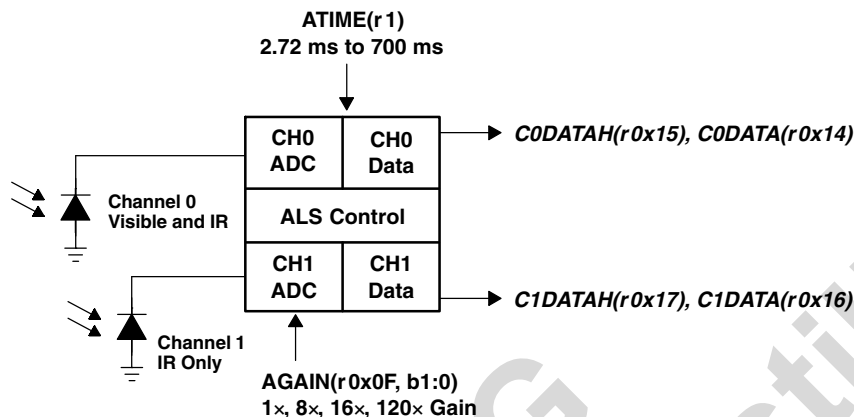 ATIME(r1)
2.72 ms to 700 ms
CH0
ADC
CH0
Data
C0DATAH(r0x15), C0DATA(r0x14)
Channel 0
Visible and IR
ALS Control
CH1
ADC
CH1
Data
C1DATAH(r0x17), C1DATA(r0x16)
Channel 1
IR Only
AGAIN(r0x0F, b1:0)
1×, 8×, 16×, 120× Gain